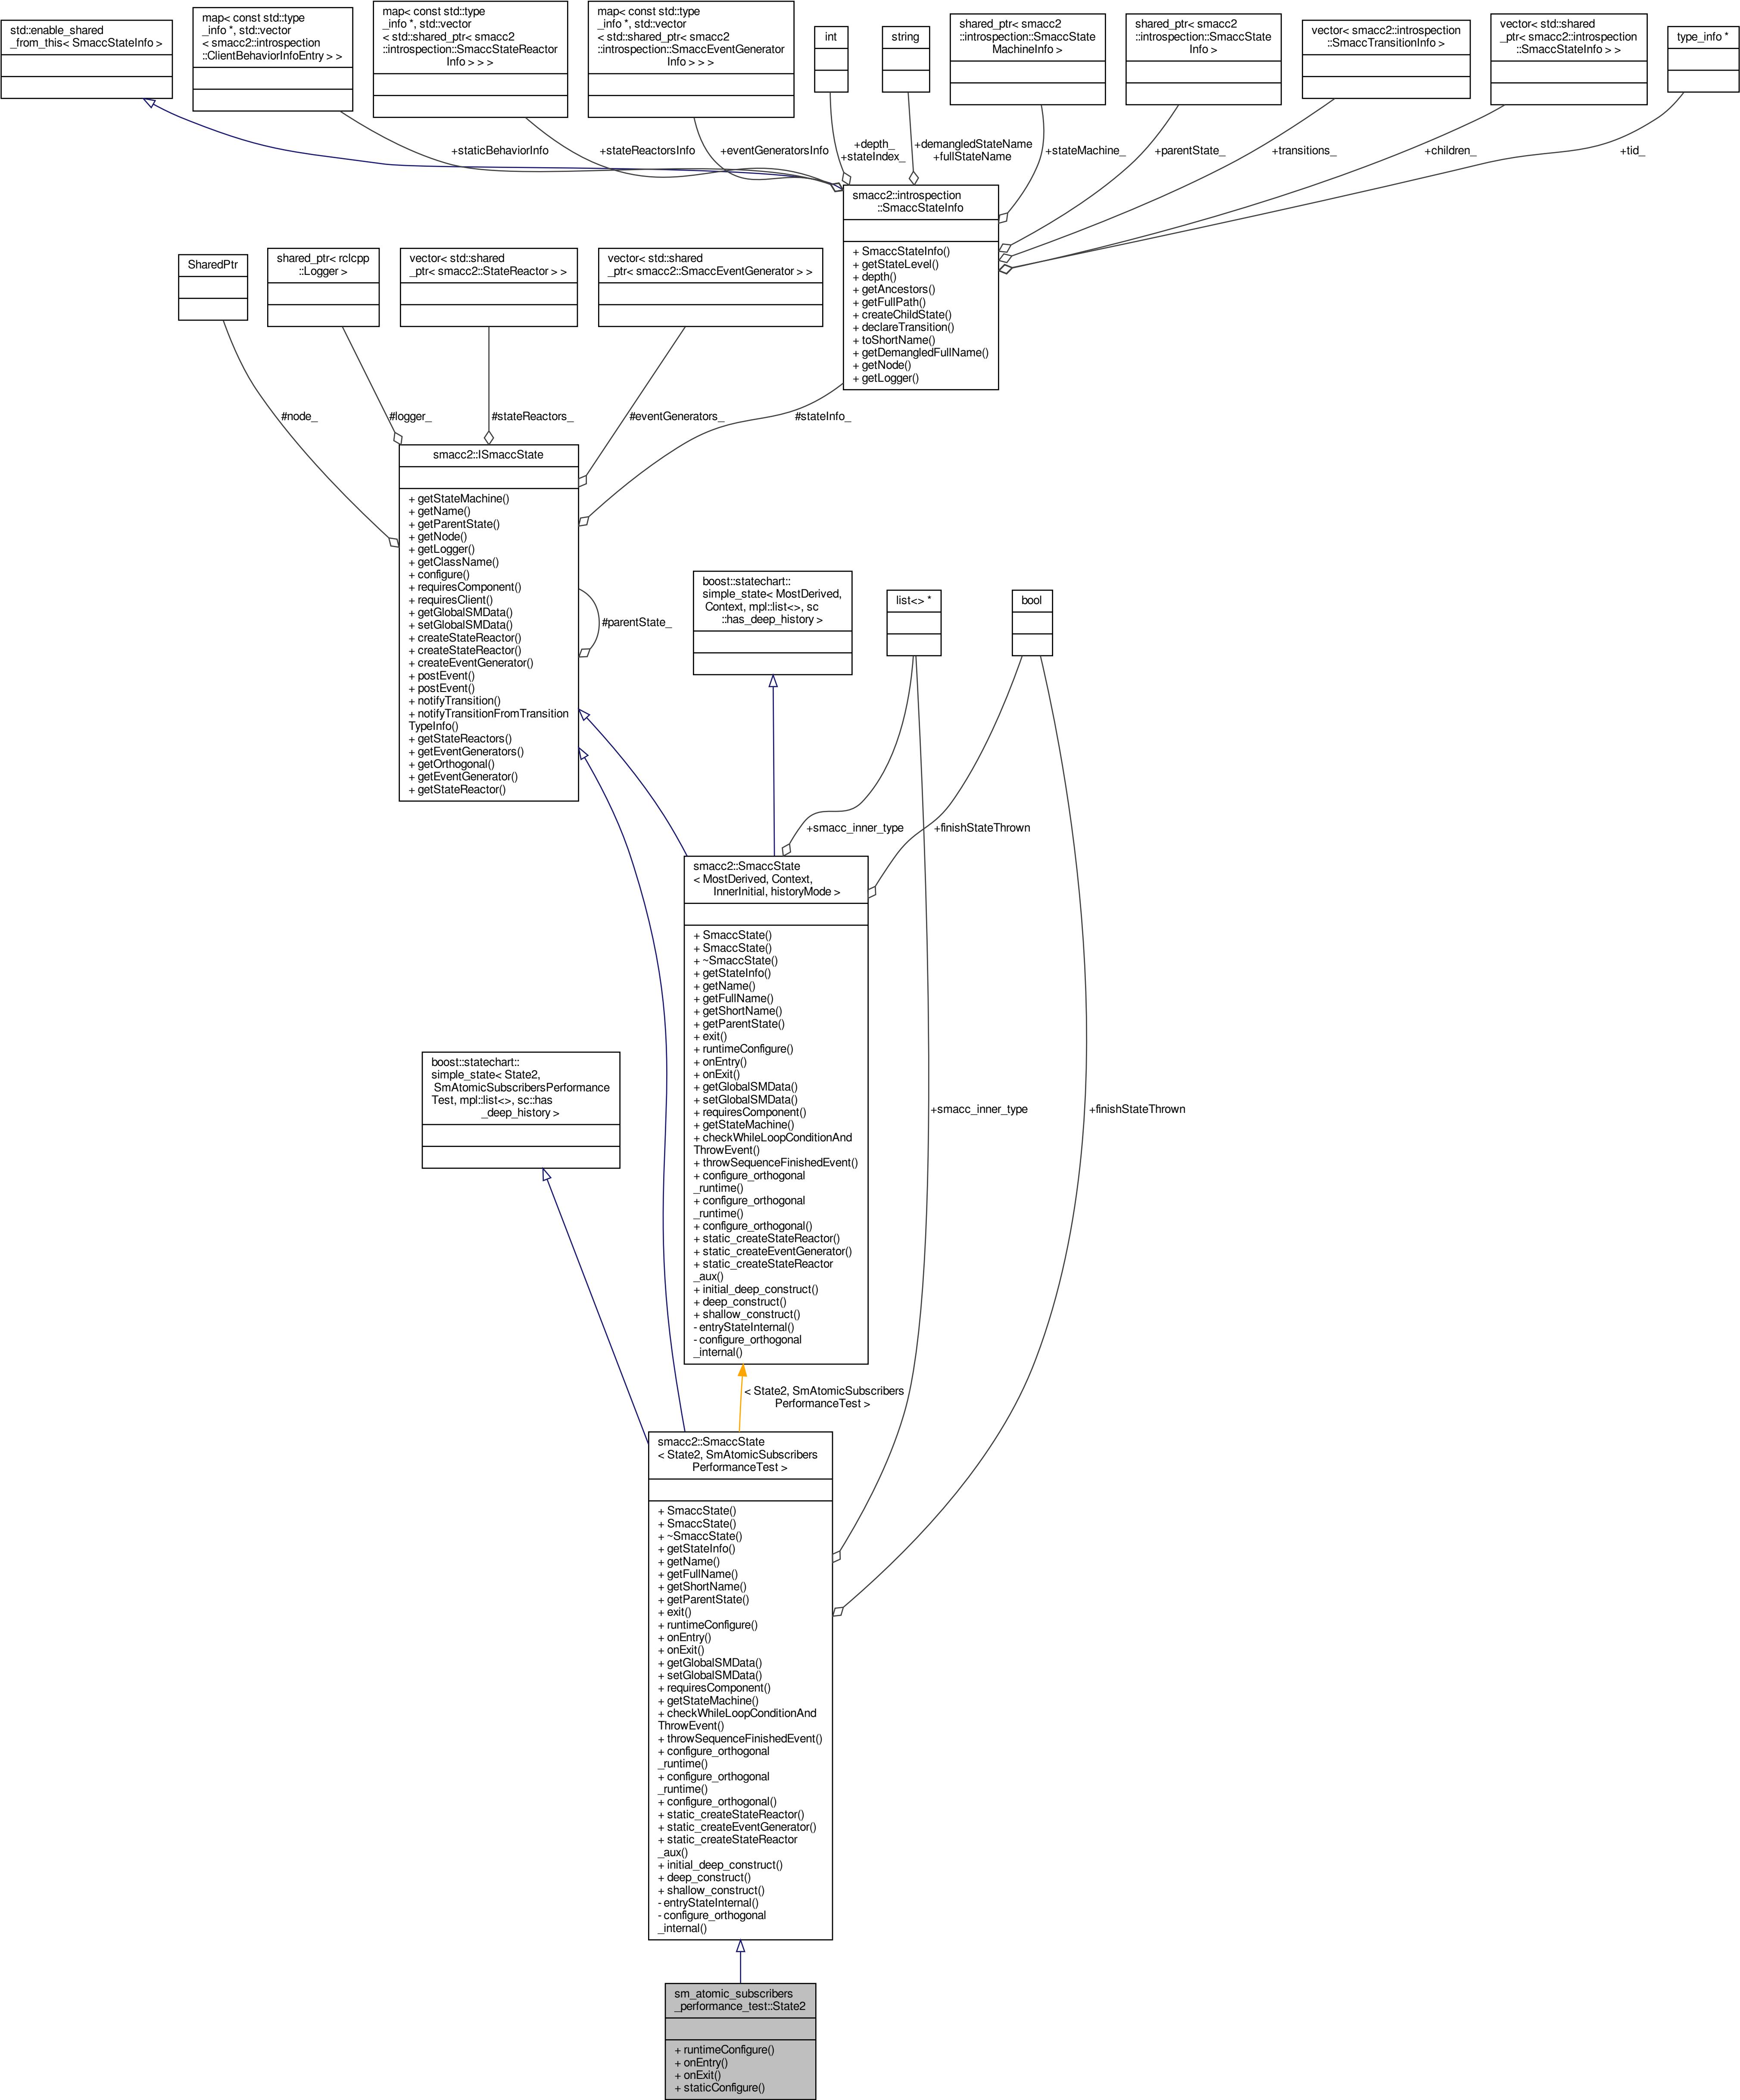 std::enable_shared
_from_this< SmaccStateInfo >
map< const std::type
_info *, std::vector
< smacc2::introspection
::ClientBehaviorInfoEntry > >
map< const std::type
_info *, std::vector
< std::shared_ptr< smacc2
::introspection::SmaccStateReactor
Info > > >
map< const std::type
_info *, std::vector
< std::shared_ptr< smacc2
::introspection::SmaccEventGenerator
Info > > >
int
string
shared_ptr< smacc2
::introspection::SmaccState
MachineInfo >
shared_ptr< smacc2
::introspection::SmaccState
Info >
vector< smacc2::introspection
::SmaccTransitionInfo >
vector< std::shared
_ptr< smacc2::introspection
::SmaccStateInfo > >
type_info *
+staticBehaviorInfo
+stateReactorsInfo
+eventGeneratorsInfo
+depth_
+stateIndex_
+demangledStateName
+fullStateName
+stateMachine_
+parentState_
+transitions_
+children_
+tid_
smacc2::introspection
::SmaccStateInfo
+ SmaccStateInfo()
+ getStateLevel()
+ depth()
+ getAncestors()
+ getFullPath()
+ createChildState()
+ declareTransition()
+ toShortName()
+ getDemangledFullName()
+ getNode()
+ getLogger()
SharedPtr
shared_ptr< rclcpp
::Logger >
vector< std::shared
_ptr< smacc2::StateReactor > >
vector< std::shared
_ptr< smacc2::SmaccEventGenerator > >
#node_
#logger_
#stateReactors_
#eventGenerators_
#stateInfo_
smacc2::ISmaccState
+ getStateMachine()
+ getName()
+ getParentState()
+ getNode()
+ getLogger()
+ getClassName()
+ configure()
+ requiresComponent()
+ requiresClient()
+ getGlobalSMData()
+ setGlobalSMData()
+ createStateReactor()
+ createStateReactor()
+ createEventGenerator()
+ postEvent()
+ postEvent()
+ notifyTransition()
+ notifyTransitionFromTransition
TypeInfo()
+ getStateReactors()
+ getEventGenerators()
+ getOrthogonal()
+ getEventGenerator()
+ getStateReactor()
#parentState_
boost::statechart::
simple_state< MostDerived,
Context, mpl::list<>, sc
::has_deep_history >
list<> *
bool
+smacc_inner_type
+finishStateThrown
smacc2::SmaccState
< MostDerived, Context,
InnerInitial, historyMode >
+ SmaccState()
+ SmaccState()
+ ~SmaccState()
+ getStateInfo()
+ getName()
+ getFullName()
+ getShortName()
+ getParentState()
+ exit()
+ runtimeConfigure()
+ onEntry()
+ onExit()
+ getGlobalSMData()
+ setGlobalSMData()
+ requiresComponent()
+ getStateMachine()
+ checkWhileLoopConditionAnd
ThrowEvent()
+ throwSequenceFinishedEvent()
+ configure_orthogonal
_runtime()
+ configure_orthogonal
_runtime()
+ configure_orthogonal()
+ static_createStateReactor()
+ static_createEventGenerator()
+ static_createStateReactor
_aux()
+ initial_deep_construct()
+ deep_construct()
+ shallow_construct()
- entryStateInternal()
- configure_orthogonal
_internal()
boost::statechart::
simple_state< State2,
SmAtomicSubscribersPerformance
Test, mpl::list<>, sc::has
_deep_history >
+smacc_inner_type
+finishStateThrown
< State2, SmAtomicSubscribers
PerformanceTest >
smacc2::SmaccState
< State2, SmAtomicSubscribers
PerformanceTest >
+ SmaccState()
+ SmaccState()
+ ~SmaccState()
+ getStateInfo()
+ getName()
+ getFullName()
+ getShortName()
+ getParentState()
+ exit()
+ runtimeConfigure()
+ onEntry()
+ onExit()
+ getGlobalSMData()
+ setGlobalSMData()
+ requiresComponent()
+ getStateMachine()
+ checkWhileLoopConditionAnd
ThrowEvent()
+ throwSequenceFinishedEvent()
+ configure_orthogonal
_runtime()
+ configure_orthogonal
_runtime()
+ configure_orthogonal()
+ static_createStateReactor()
+ static_createEventGenerator()
+ static_createStateReactor
_aux()
+ initial_deep_construct()
+ deep_construct()
+ shallow_construct()
- entryStateInternal()
- configure_orthogonal
_internal()
sm_atomic_subscribers
_performance_test::State2
+ runtimeConfigure()
+ onEntry()
+ onExit()
+ staticConfigure()